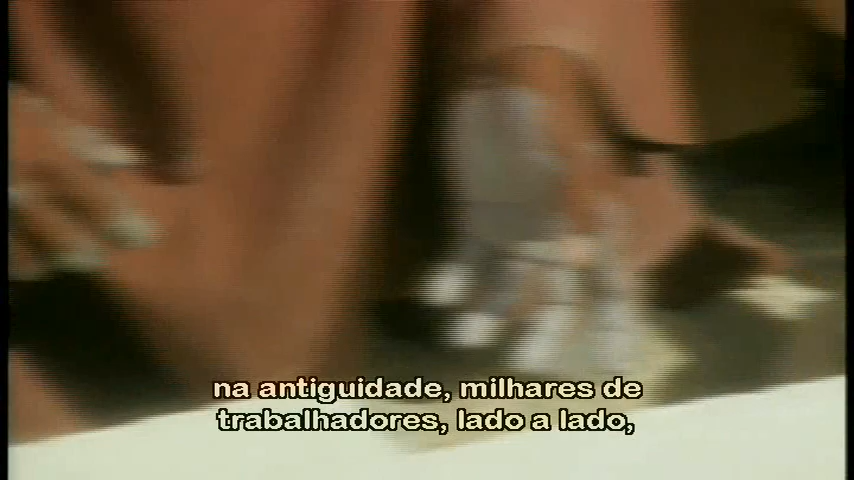 na antiguidade, milhares de
trabalhadores, lado a lado,